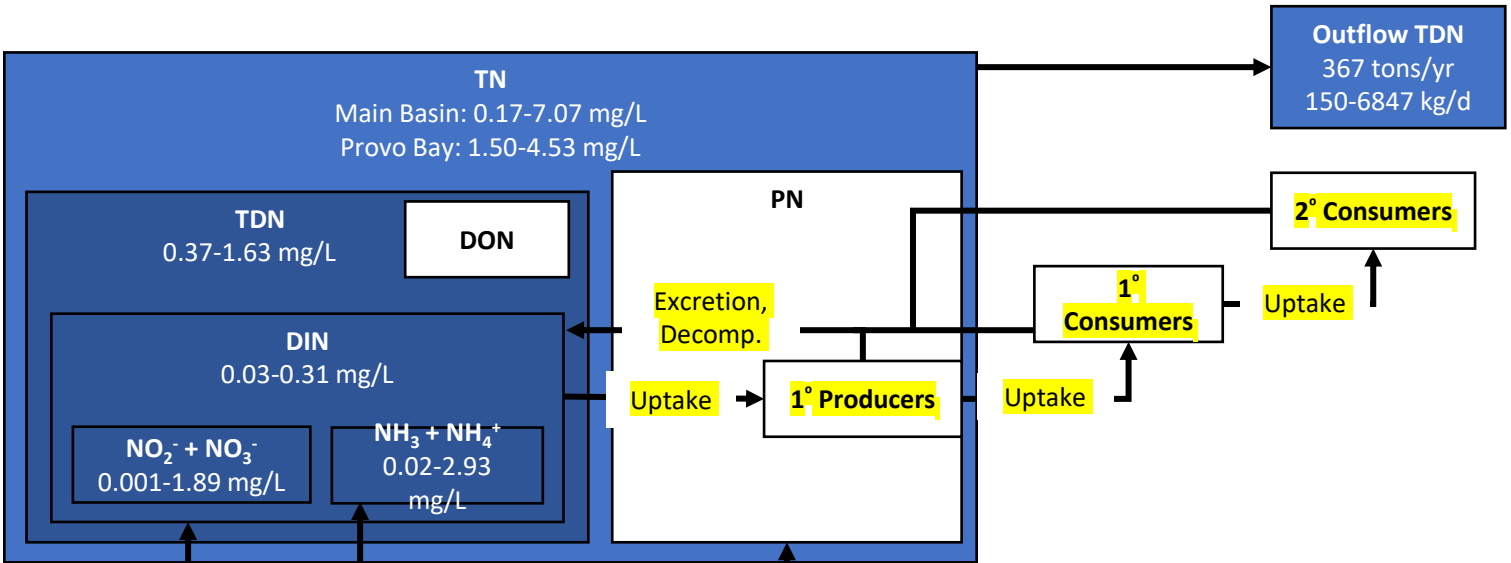 Outflow TDN
367 tons/yr
150-6847 kg/d
TN
Main Basin: 0.17-7.07 mg/L
Provo Bay: 1.50-4.53 mg/L
TDN
0.37-1.63 mg/L
DON
PN
2° Consumers
1°
Consumers
Uptake
Excretion,
Decomp.
DIN
0.03-0.31 mg/L
Uptake
1° Producers
Uptake
NO₂⁻ + NO₃⁻
0.001-1.89 mg/L
NH₃ + NH₄⁺
0.02-2.93
mg/L